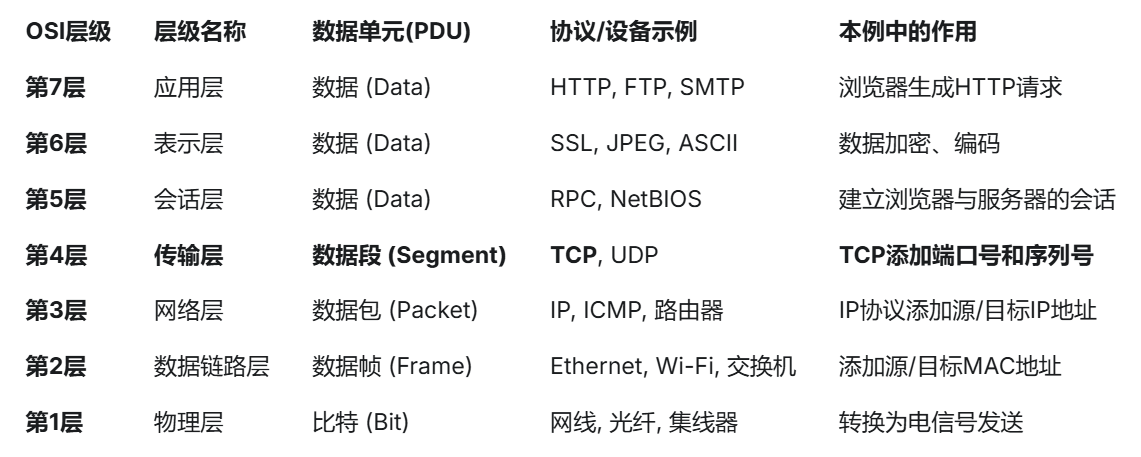 OSI层级 层级名称 数据单元(PDU) 协议/设备示例 本例中的作用
第7层 应用层 数据 (Data) HTTP, FTP, SMTP 浏览器生成HTTP请求
第6层 表示层 数据 (Data) SSL, JPEG, ASCII 数据加密、编码
第5层 会话层 数据 (Data) RPC, NetBIOS 建立浏览器与服务器的会话
第4层 传输层 数据段 (Segment) TCP, UDP TCP添加端口号和序列号
第3层 网络层 数据包 (Packet) IP, ICMP, 路由器 IP协议添加源/目标IP地址
第2层 数据链路层 数据帧 (Frame) Ethernet, Wi-Fi, 交换机 添加源/目标MAC地址
第1层 物理层 比特 (Bit) 网线, 光纤, 集线器 转换为电信号发送